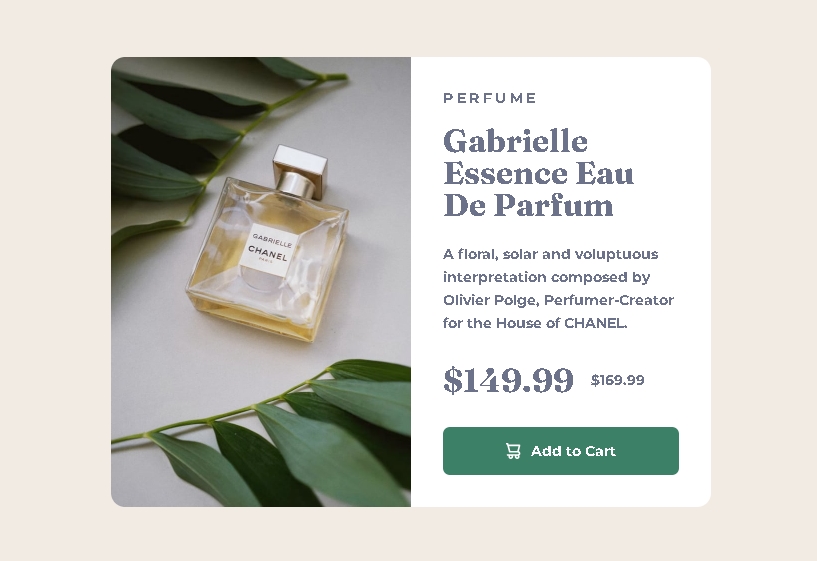 GABRIELLE
CHANEL
PARIS
PERFUME
Gabrielle
Essence Eau
De Parfum
A floral, solar and voluptuous
interpretation composed by
Olivier Polge, Perfumer-Creator
for the House of CHANEL.
$149.99 $169.99
Add to Cart